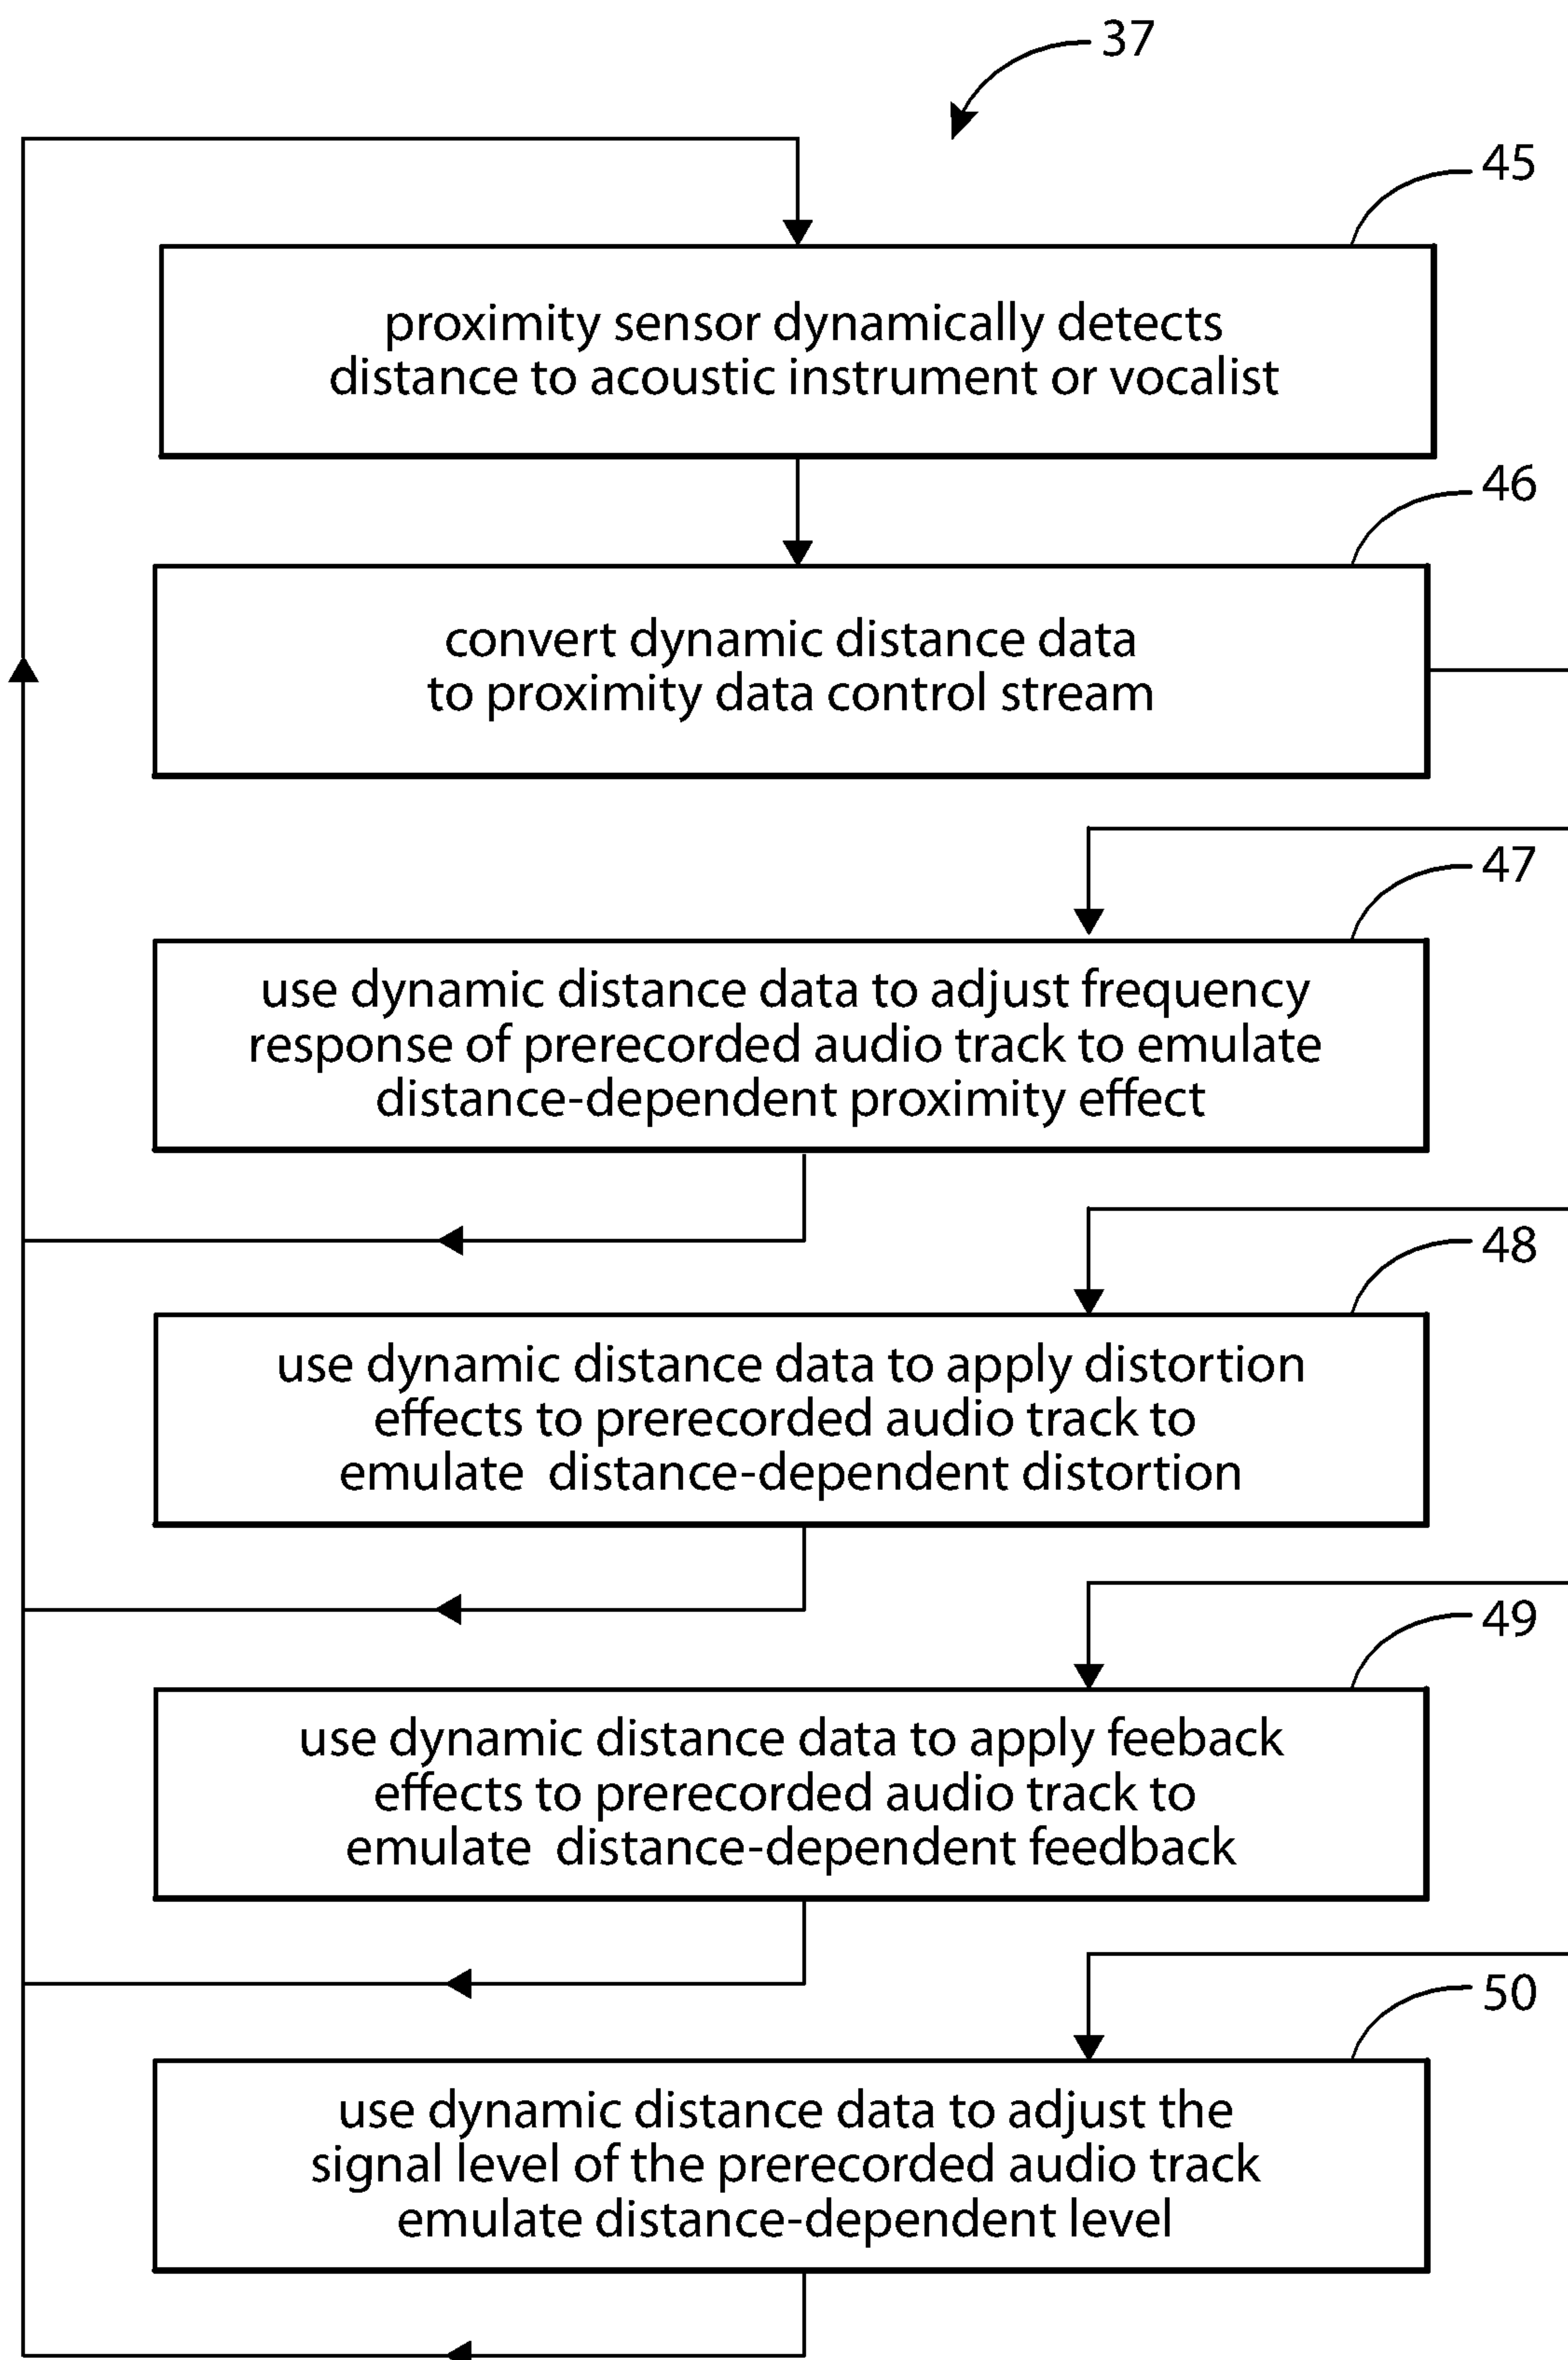 37
45
proximity sensor dynamically detects
distance to acoustic instrument or vocalist
46
convert dynamic distance data
to proximity data control stream
47
use dynamic distance data to adjust frequency
response of prerecorded audio track to emulate
distance-dependent proximity effect
48
use dynamic distance data to apply distortion
effects to prerecorded audio track to
emulate distance-dependent distortion
49
use dynamic distance data to apply feeback
effects to prerecorded audio track to
emulate distance-dependent feedback
50
use dynamic distance data to adjust the
signal level of the prerecorded audio track
emulate distance-dependent level